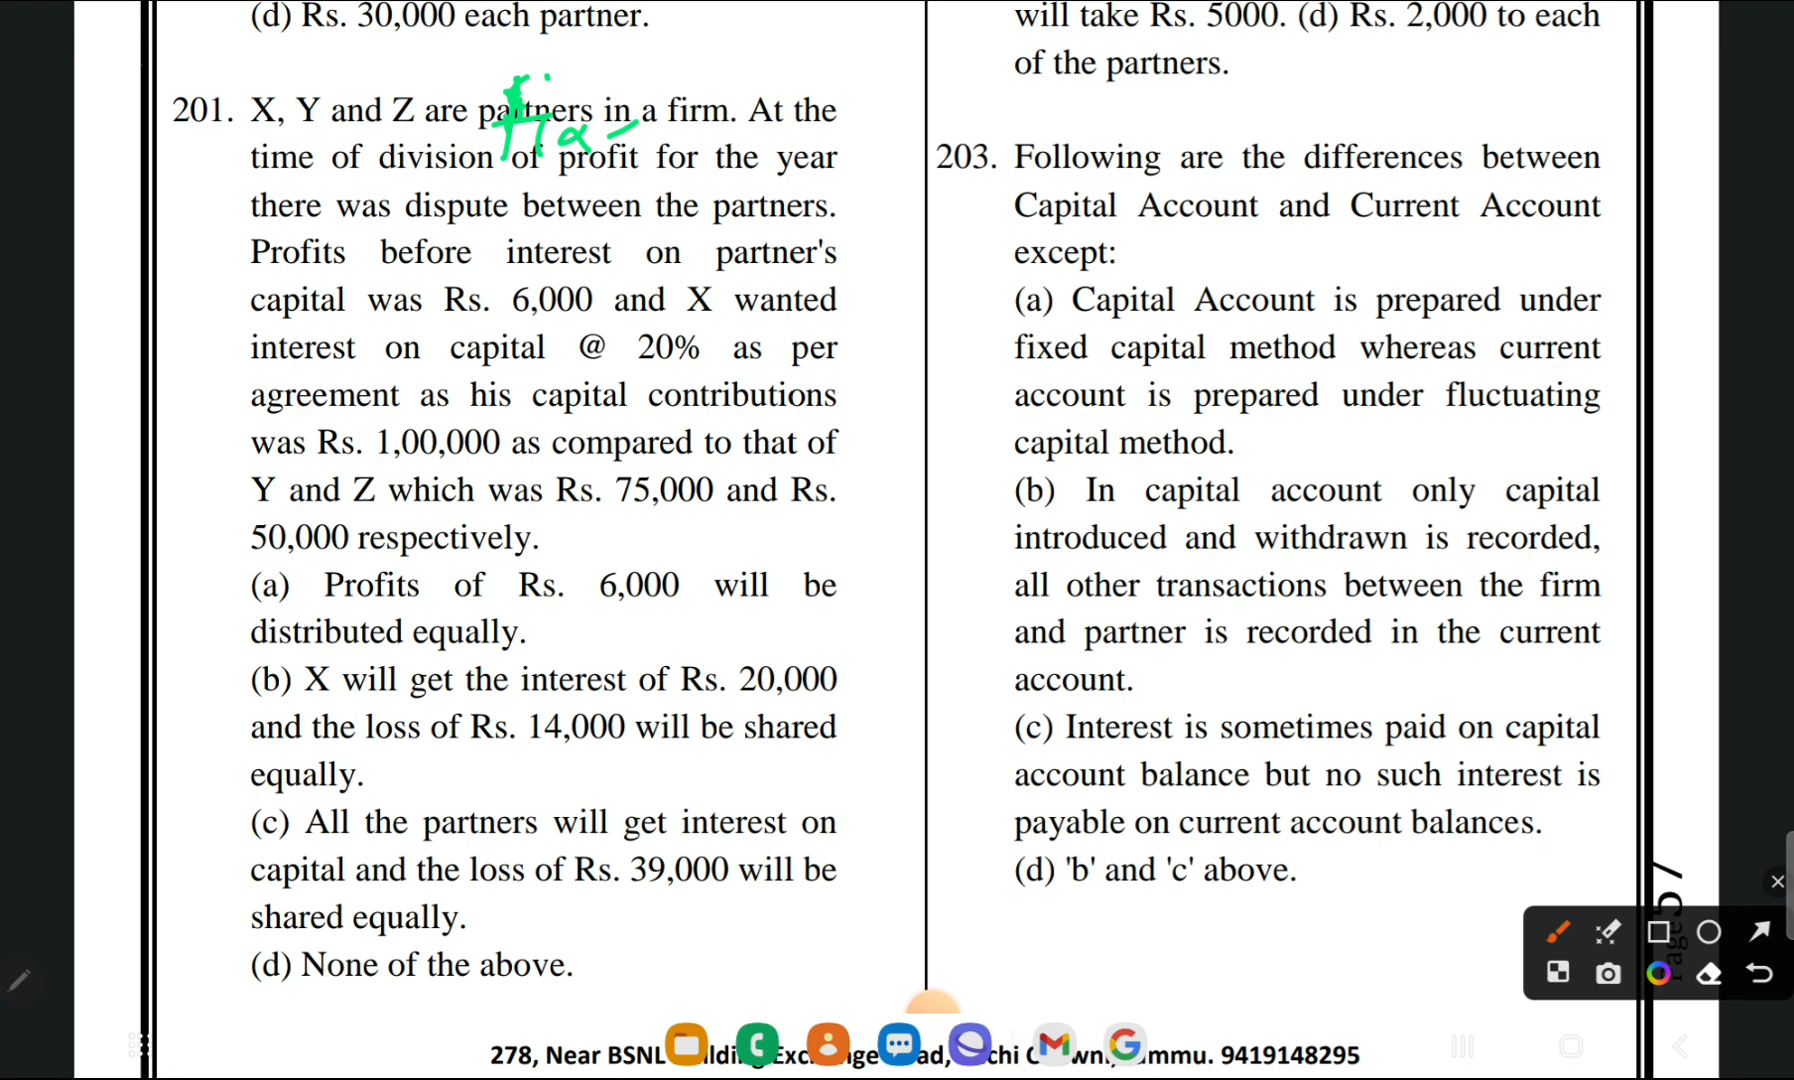 (d) Rs. 30,000 each partner.
201. X, Y and Z are partners in a firm. At the
time of division of profit for the year
there was dispute between the partners.
Profits before interest on partner's
capital was Rs. 6,000 and X wanted
interest on capital @ 20% as per
agreement as his capital contributions
was Rs. 1,00,000 as compared to that of
Y and Z which was Rs. 75,000 and Rs.
50,000 respectively.
(a) Profits of Rs. 6,000 will be
distributed equally.
(b) X will get the interest of Rs. 20,000
and the loss of Rs. 14,000 will be shared
equally.
(c) All the partners will get interest on
capital and the loss of Rs. 39,000 will be
shared equally.
(d) None of the above.
will take Rs. 5000. (d) Rs. 2,000 to each
of the partners.
203. Following are the differences between
Capital Account and Current Account
except:
(a) Capital Account is prepared under
fixed capital method whereas current
account is prepared under fluctuating
capital method.
(b) In capital account only capital
introduced and withdrawn is recorded,
all other transactions between the firm
and partner is recorded in the current
account.
(c) Interest is sometimes paid on capital
account balance but no such interest is
payable on current account balances.
(d) 'b' and 'c' above.
Page 57
278, Near BSNL 9419148295